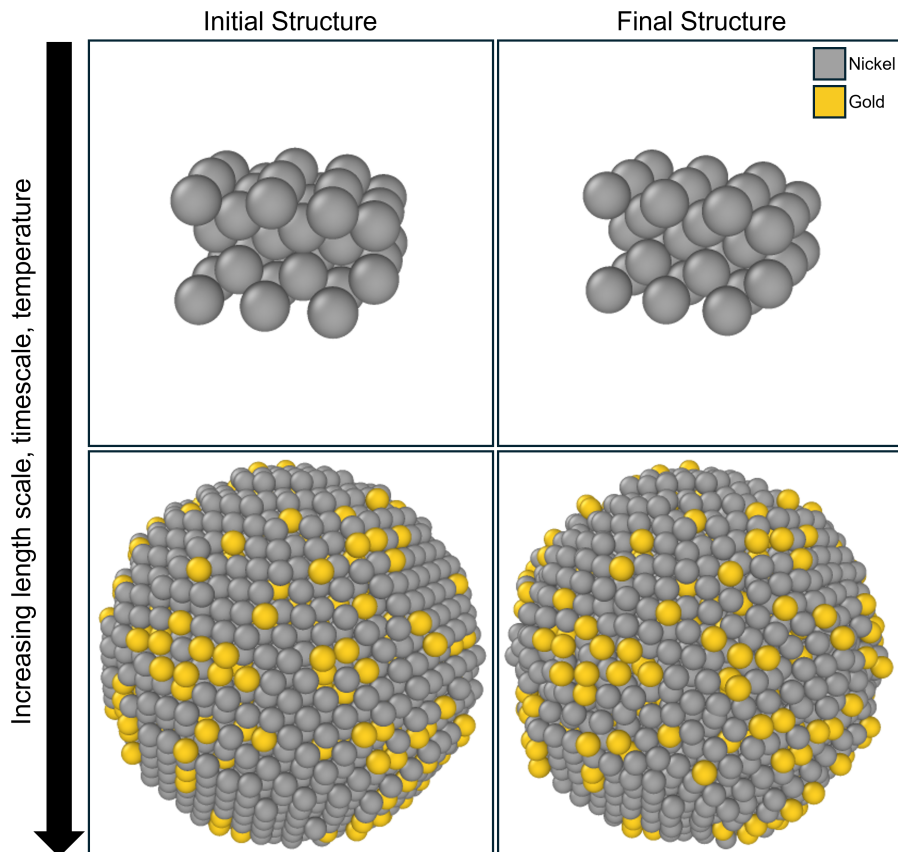 Initial Structure
Final Structure
Nickel
Gold
Increasing length scale, timescale, temperature